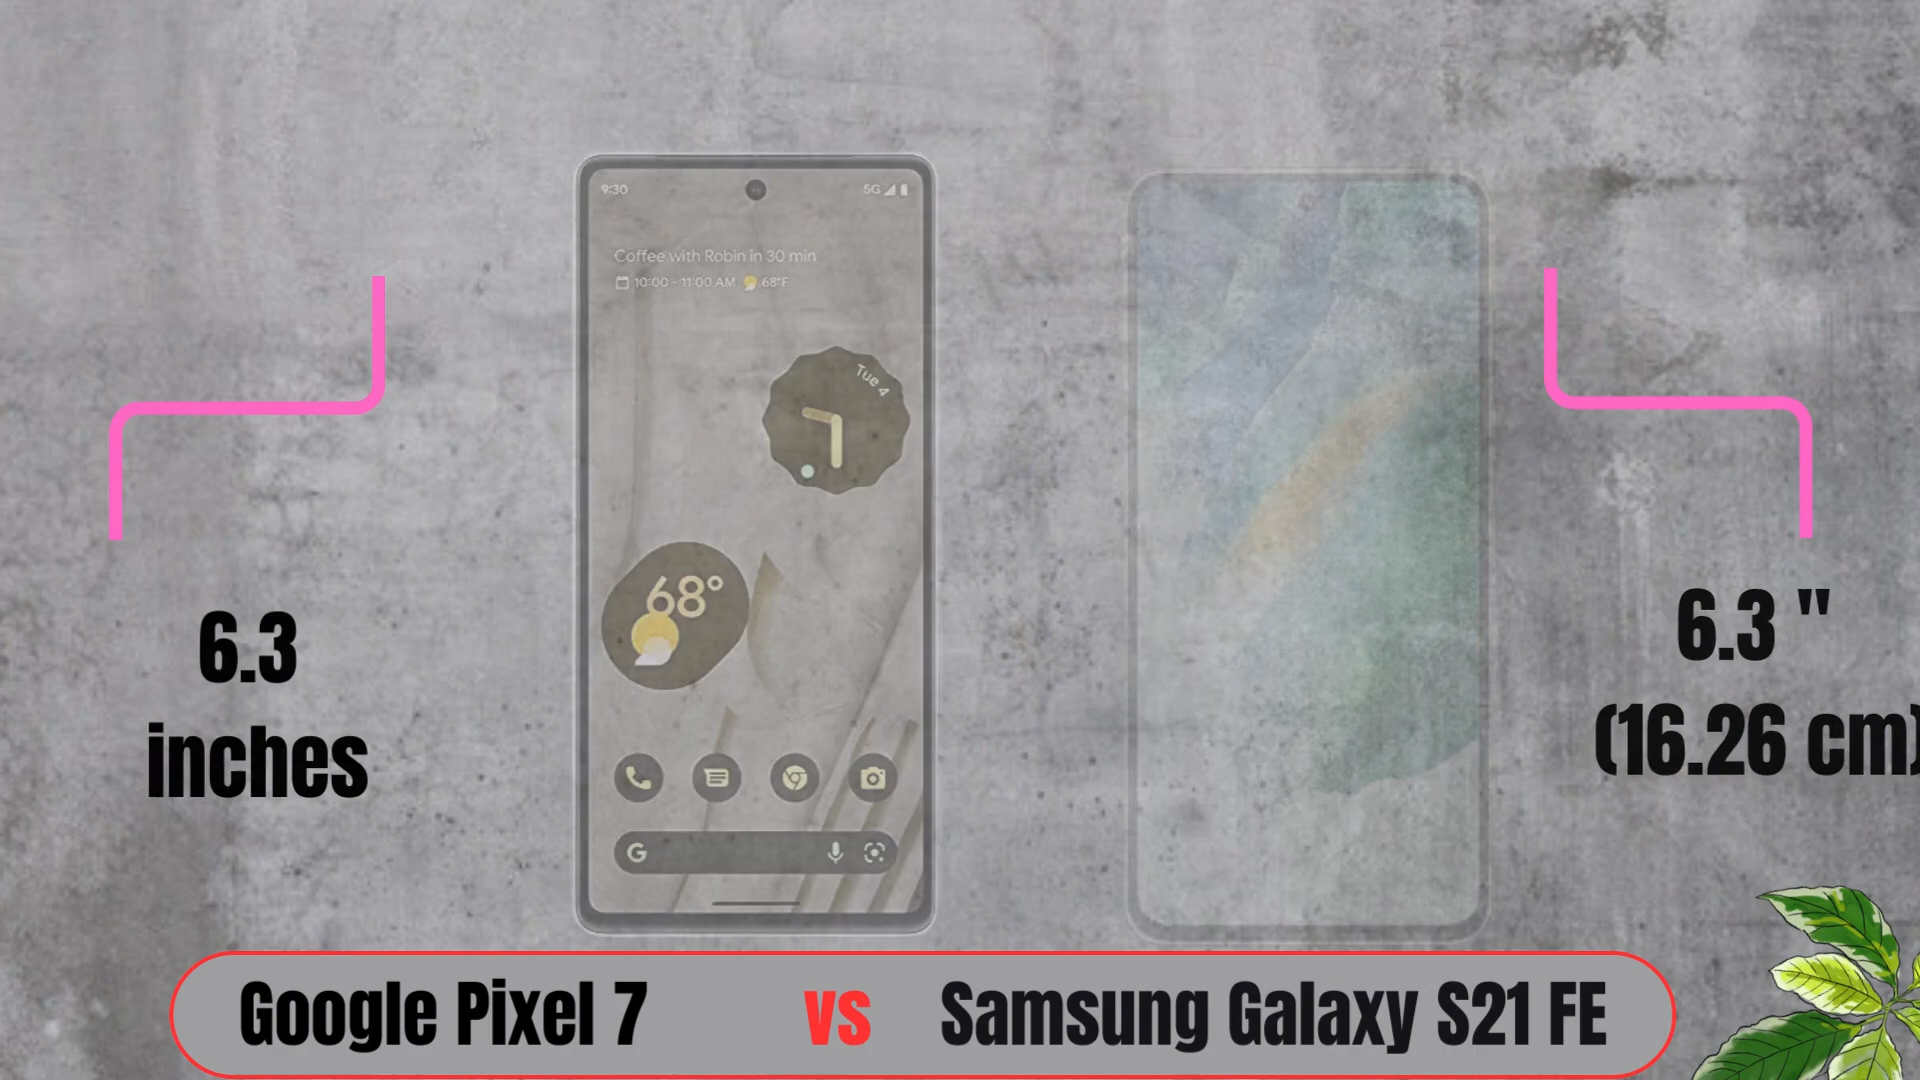 9:30
5G
Coffee with Robin in 30 min
10:00 - 11:00 AM 68°F
Tue 4
68°
G
6.3
inches
6.3 "
(16.26 cm)
Google Pixel 7 vs Samsung Galaxy S21 FE